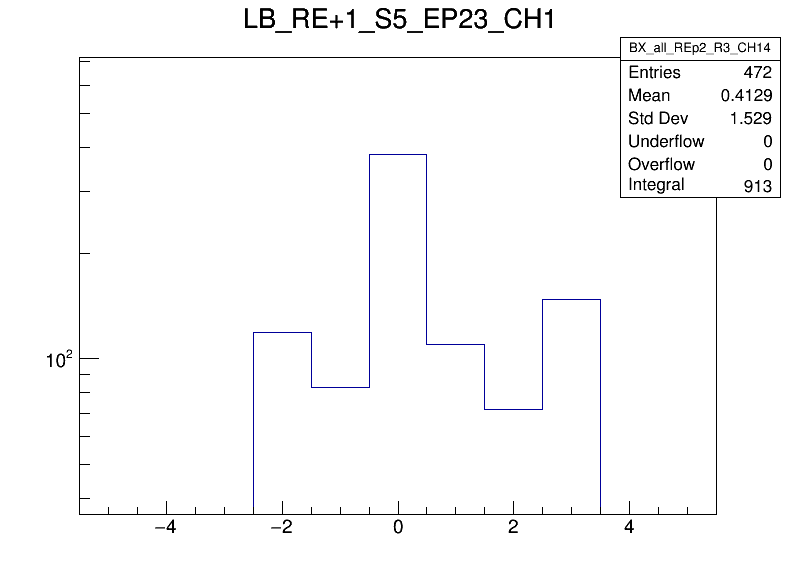 LB_RE+1_S5_EP23_CH1
BX_all_REp2_R3_CH14
Entries 472
Mean 0.4129
Std Dev 1.529
Underflow 0
Overflow 0
Integral 913
10²
−4 −2 0 2 4